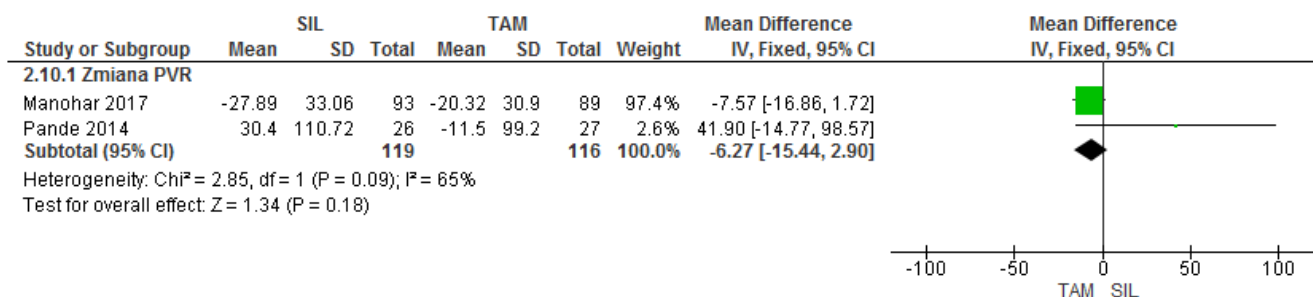 SIL TAM Mean Difference Mean Difference
Study or Subgroup Mean SD Total Mean SD Total Weight IV, Fixed, 95% CI IV, Fixed, 95% CI
2.10.1 Zmiana PVR
Manohar 2017 -27.89 33.06 93 -20.32 30.9 89 97.4% -7.57 [-16.86, 1.72]
Pande 2014 30.4 110.72 26 -11.5 99.2 27 2.6% 41.90 [-14.77, 98.57]
Subtotal (95% CI) 119 116 100.0% -6.27 [-15.44, 2.90]
Heterogeneity: Chi² = 2.85, df = 1 (P = 0.09); I² = 65%
Test for overall effect: Z = 1.34 (P = 0.18)
-100 -50 0 50 100
TAM SIL